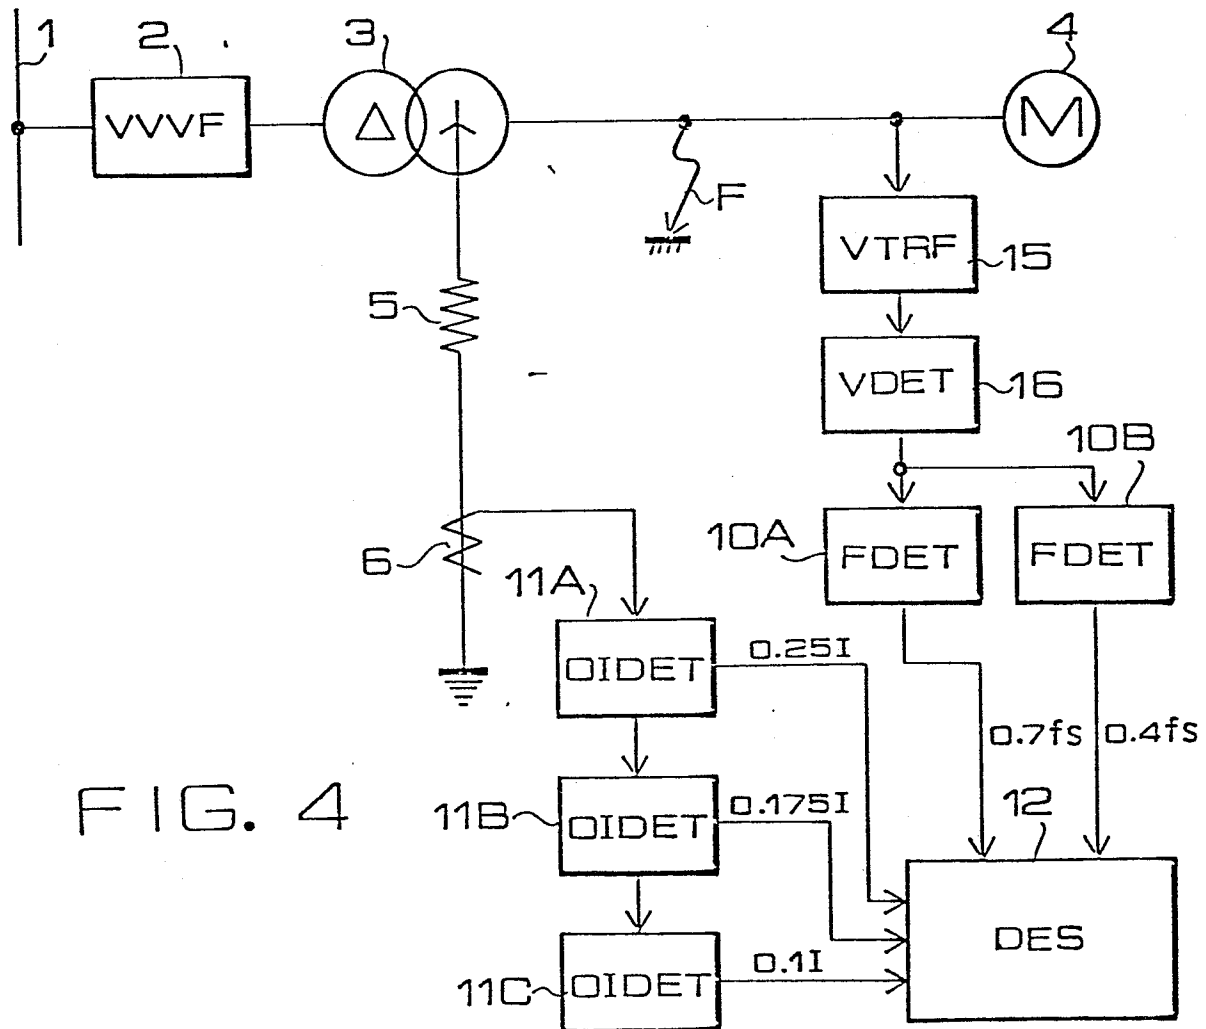 1
2
3
4
VVVF
M
F
VTRF
15
5
VDET
16
10B
10A
FDET
FDET
6
11A
OIDET
0.25I
0.7fs
0.4fs
FIG. 4
11B
OIDET
0.175I
12
DES
11C
OIDET
0.1I